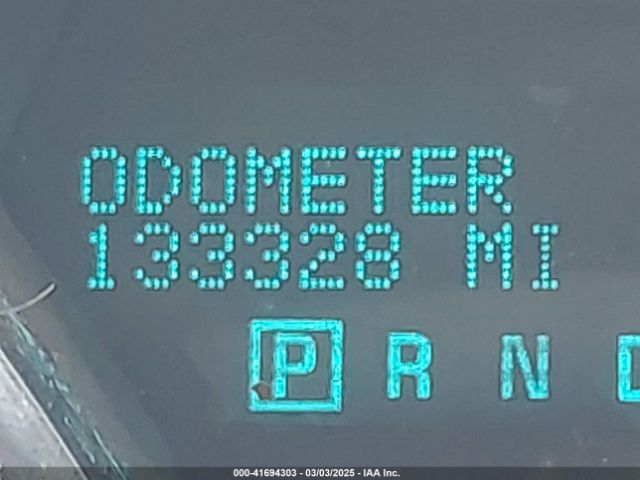 ODOMETER
133328 MI
P R N D
000-41694303 - 03/03/2025 - IAA Inc.